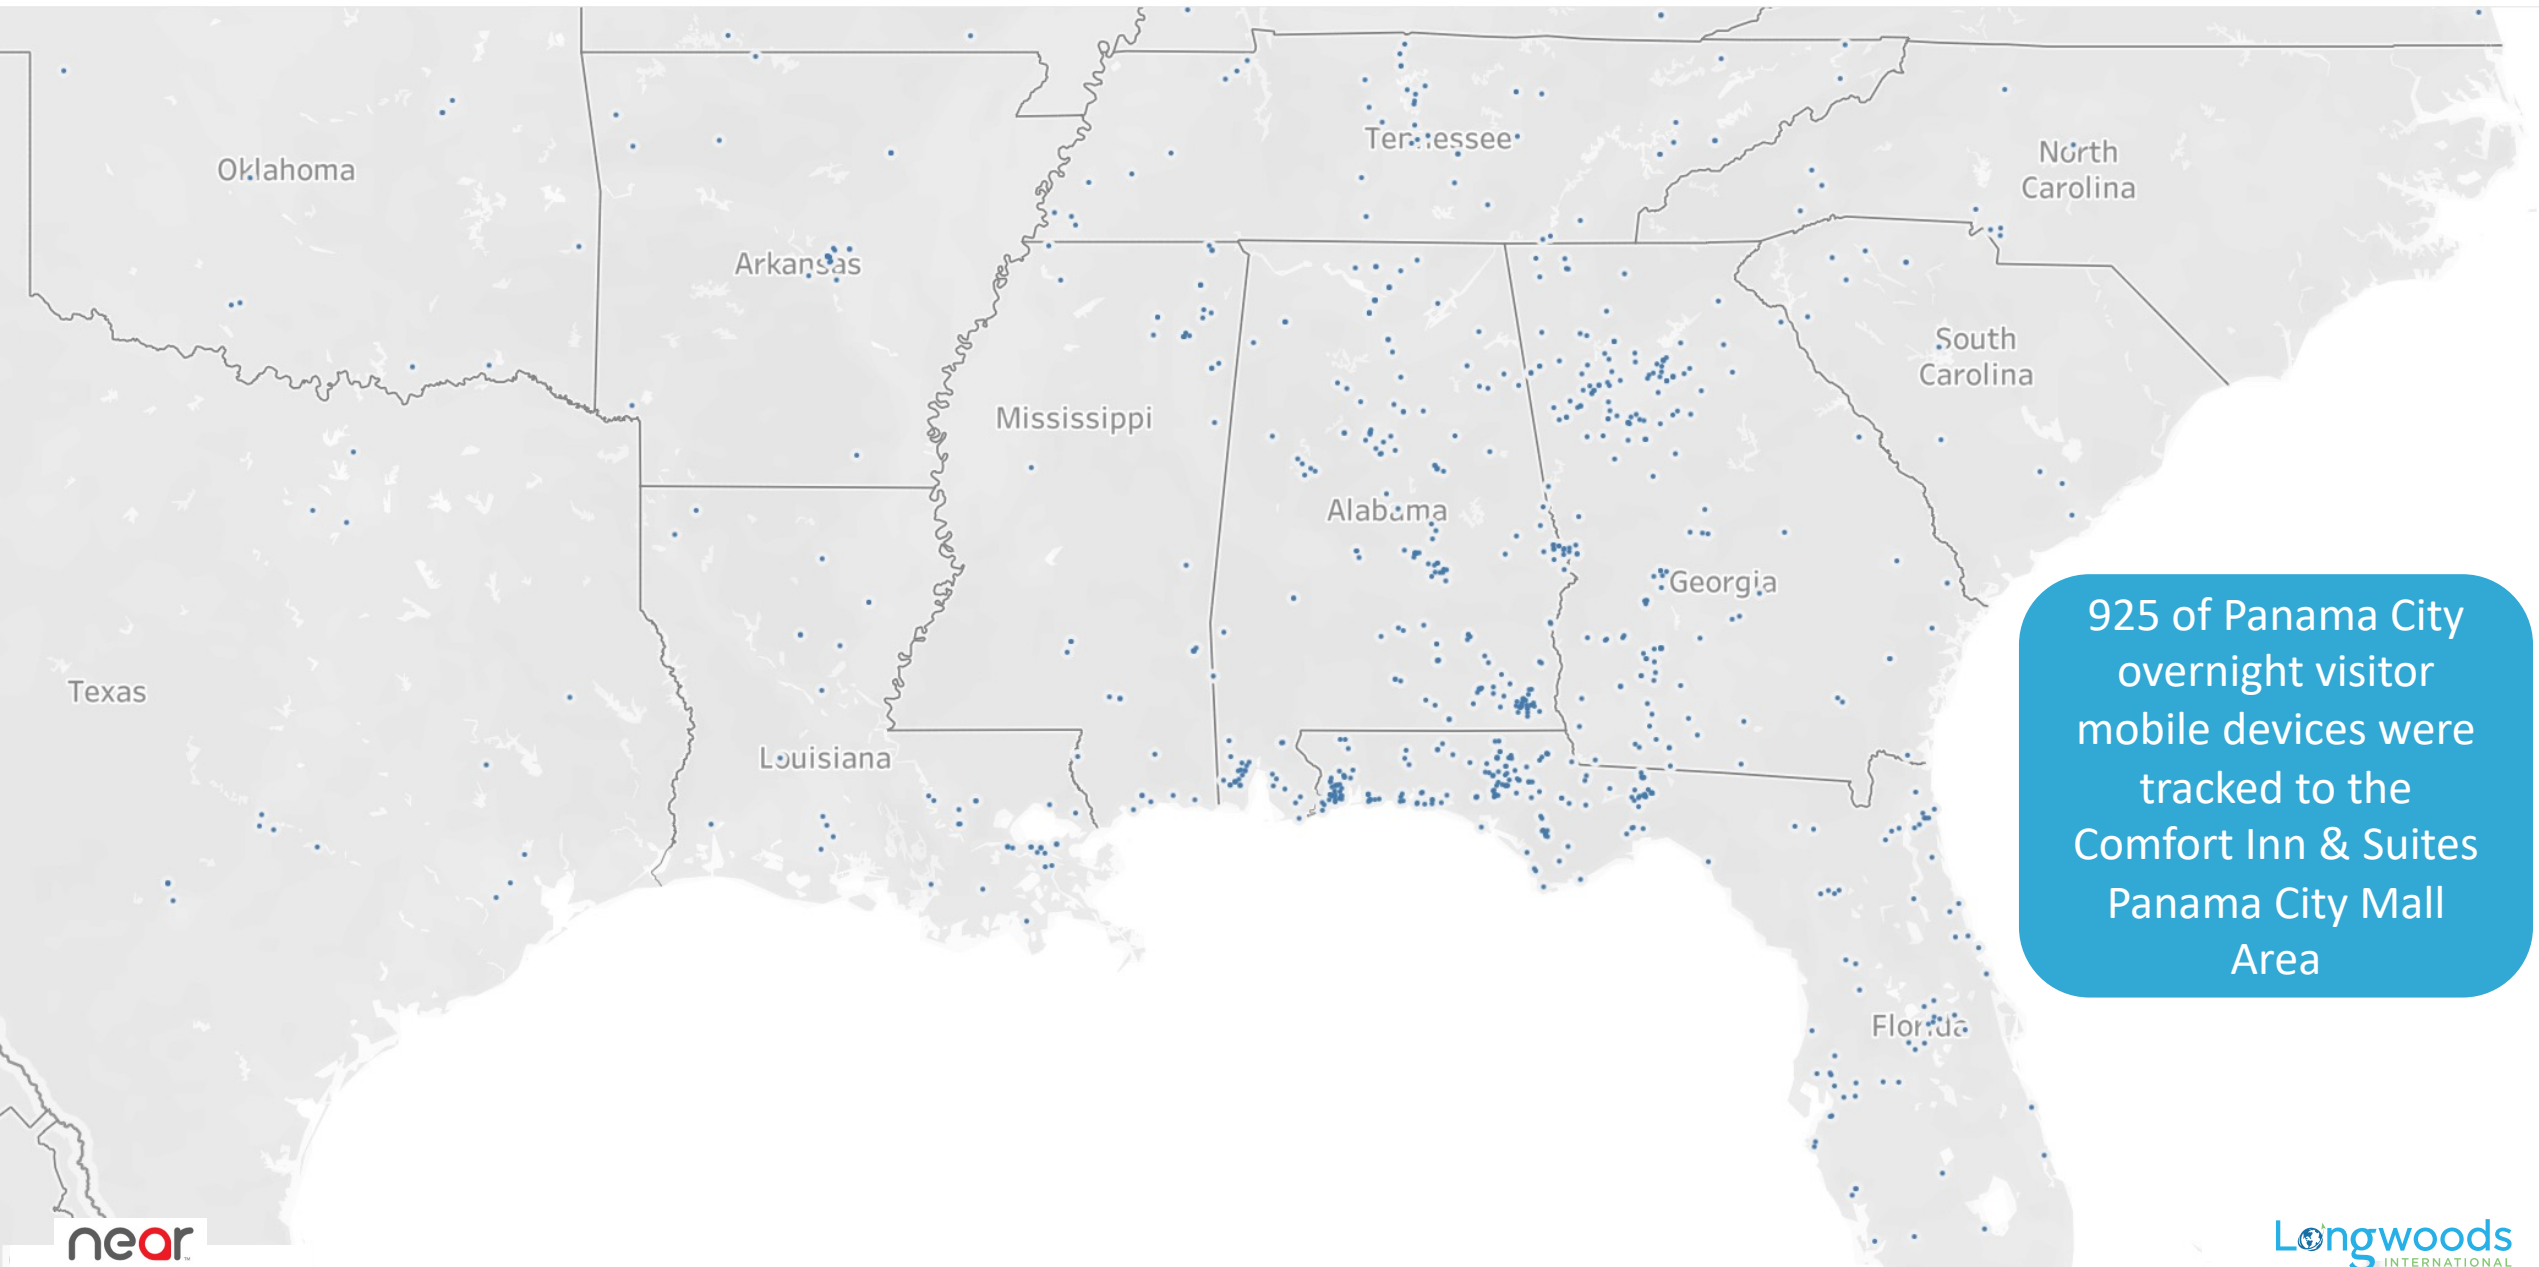 Tennessee
North
Carolina
Oklahoma
Arkansas
South
Carolina
Mississippi
Alabama
Georgia
Texas
Louisiana
Florida
925 of Panama City
overnight visitor
mobile devices were
tracked to the
Comfort Inn & Suites
Panama City Mall
Area
near™
Longwoods
INTERNATIONAL